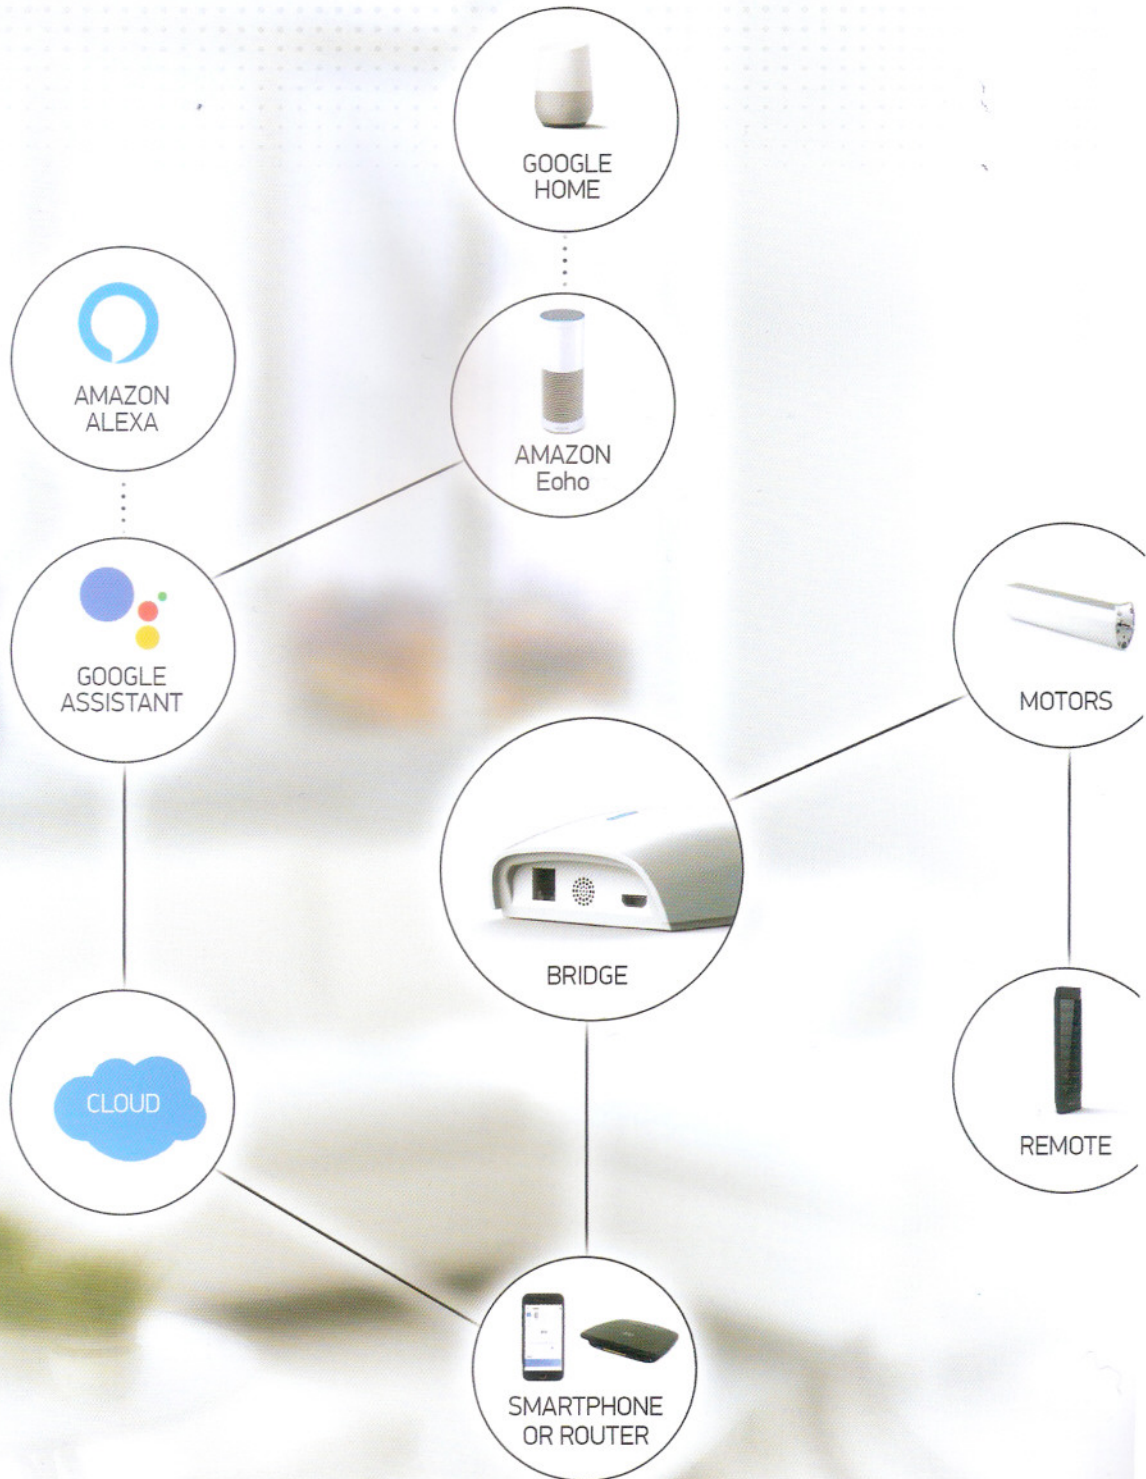 GOOGLE
HOME
AMAZON
ALEXA
AMAZON
Eoho
GOOGLE
ASSISTANT
MOTORS
BRIDGE
CLOUD
REMOTE
SMARTPHONE
OR ROUTER